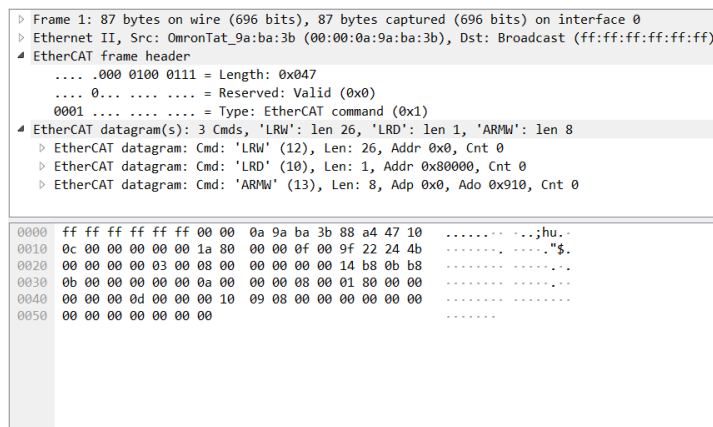 Frame 1: 87 bytes on wire (696 bits), 87 bytes captured (696 bits) on interface 0
Ethernet II, Src: OmronTat_9a:ba:3b (00:00:0a:9a:ba:3b), Dst: Broadcast (ff:ff:ff:ff:ff:ff)
EtherCAT frame header
.... .000 0100 0111 = Length: 0x047
.... 0... .... .... = Reserved: Valid (0x0)
0001 .... .... .... = Type: EtherCAT command (0x1)
EtherCAT datagram(s): 3 Cmds, 'LRW': len 26, 'LRD': len 1, 'ARMW': len 8
EtherCAT datagram: Cmd: 'LRW' (12), Len: 26, Addr 0x0, Cnt 0
EtherCAT datagram: Cmd: 'LRD' (10), Len: 1, Addr 0x80000, Cnt 0
EtherCAT datagram: Cmd: 'ARMW' (13), Len: 8, Adp 0x0, Ado 0x910, Cnt 0
0000 ff ff ff ff ff ff 00 00 0a 9a ba 3b 88 a4 47 10 ........ ...;hu..
0010 0c 00 00 00 00 00 1a 80 00 00 0f 00 9f 22 24 4b ........ ....."$.
0020 00 00 00 00 03 00 08 00 00 00 00 00 14 b8 0b b8 ........ ........
0030 0b 00 00 00 00 00 0a 00 00 00 08 00 01 80 00 00 ........ ........
0040 00 00 00 0d 00 00 00 10 09 08 00 00 00 00 00 00 ........ ........
0050 00 00 00 00 00 00 00 .......